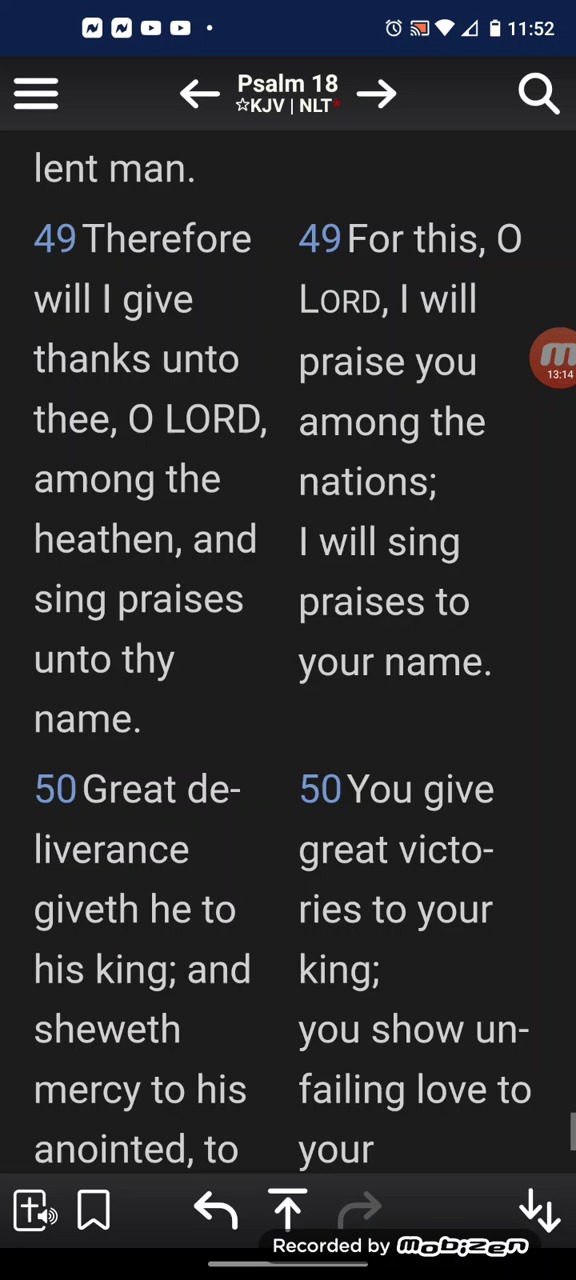 11:52
Psalm 18
☆KJV | NLT
lent man.
49 Therefore
will I give
thanks unto
thee, O LORD,
among the
heathen, and
sing praises
unto thy
name.
50 Great de-
liverance
giveth he to
his king; and
sheweth
mercy to his
anointed, to
49 For this, O
LORD, I will
praise you
among the
nations;
I will sing
praises to
your name.
50 You give
great victo-
ries to your
king;
you show un-
failing love to
your
m
13:14
Recorded by mobizen